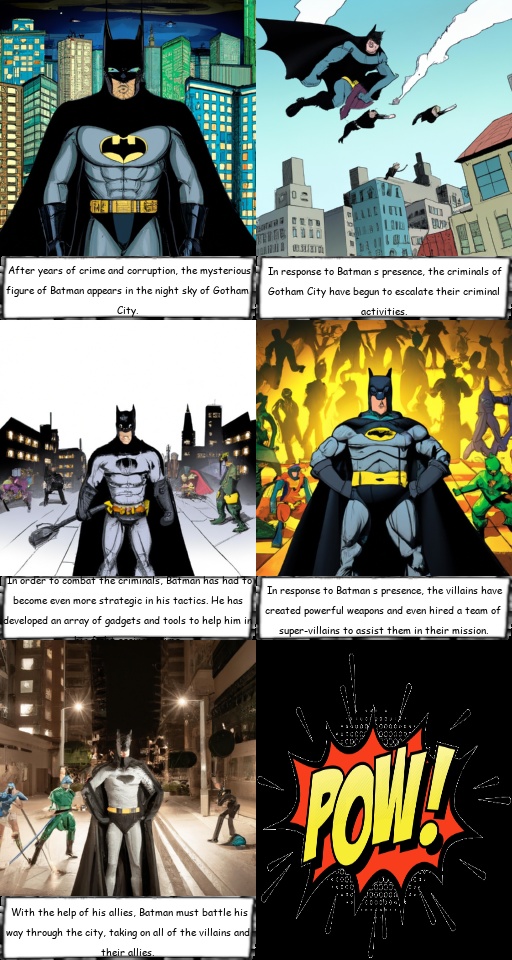 After years of crime and corruption, the mysterious
figure of Batman appears in the night sky of Gotham
City.
In response to Batman s presence, the criminals of
Gotham City have begun to escalate their criminal
activities.
In order to combat the criminals, Batman has had to
become even more strategic in his tactics. He has
developed an array of gadgets and tools to help him in
In response to Batman s presence, the villains have
created powerful weapons and even hired a team of
super-villains to assist them in their mission.
With the help of his allies, Batman must battle his
way through the city, taking on all of the villains and
their allies.
POW!